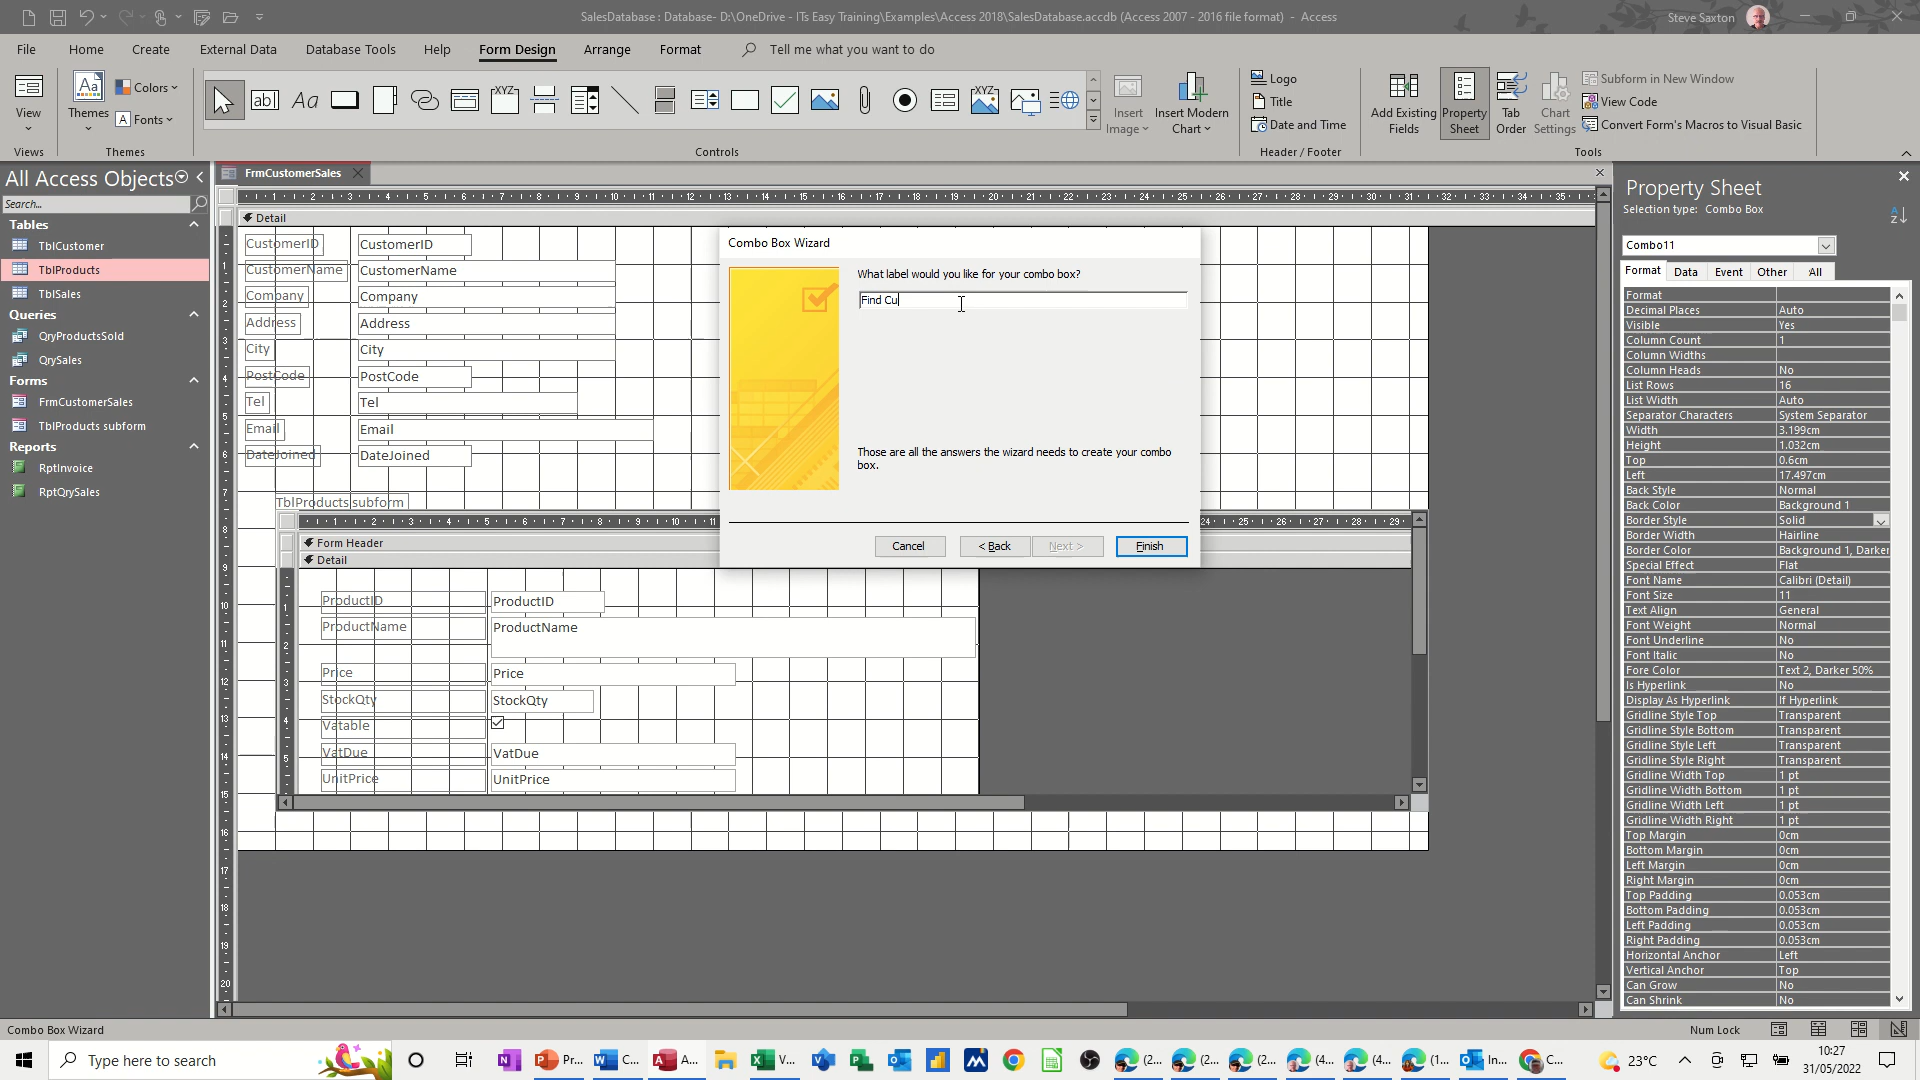 SalesDatabase : Database- D:\OneDrive - ITs Easy Training\Examples\Access 2018\SalesDatabase.accdb (Access 2007 - 2016 file format) - Access
Steve Saxton
File Home Create External Data Database Tools Help Form Design Arrange Format Tell me what you want to do
View
Views
Themes
Colors
Fonts
Themes
ab| Aa XYZ XYZ
Controls
Insert Image
Insert Modern Chart
Logo
Title
Date and Time
Header / Footer
Add Existing Fields
Property Sheet
Tab Order
Chart Settings
Subform in New Window
View Code
Convert Form's Macros to Visual Basic
Tools
All Access Objects
Search...
Tables
TblCustomer
TblProducts
TblSales
Queries
QryProductsSold
QrySales
Forms
FrmCustomerSales
TblProducts subform
Reports
RptInvoice
RptQrySales
FrmCustomerSales
Detail
CustomerID CustomerID
CustomerName CustomerName
Company Company
Address Address
City City
PostCode PostCode
Tel Tel
Email Email
DateJoined DateJoined
TblProducts subform
Form Header
Detail
ProductID ProductID
ProductName ProductName
Price Price
StockQty StockQty
Vatable
VatDue VatDue
UnitPrice UnitPrice
Combo Box Wizard
What label would you like for your combo box?
Find Cu
Those are all the answers the wizard needs to create your combo
box.
Cancel < Back Next > Finish
Property Sheet
Selection type: Combo Box
Combo11
Format Data Event Other All
Format
Decimal Places Auto
Visible Yes
Column Count 1
Column Widths
Column Heads No
List Rows 16
List Width Auto
Separator Characters System Separator
Width 3.199cm
Height 1.032cm
Top 0.6cm
Left 17.497cm
Back Style Normal
Back Color Background 1
Border Style Solid
Border Width Hairline
Border Color Background 1, Darker
Special Effect Flat
Font Name Calibri (Detail)
Font Size 11
Text Align General
Font Weight Normal
Font Underline No
Font Italic No
Fore Color Text 2, Darker 50%
Is Hyperlink No
Display As Hyperlink If Hyperlink
Gridline Style Top Transparent
Gridline Style Bottom Transparent
Gridline Style Left Transparent
Gridline Style Right Transparent
Gridline Width Top 1 pt
Gridline Width Bottom 1 pt
Gridline Width Left 1 pt
Gridline Width Right 1 pt
Top Margin 0cm
Bottom Margin 0cm
Left Margin 0cm
Right Margin 0cm
Top Padding 0.053cm
Bottom Padding 0.053cm
Left Padding 0.053cm
Right Padding 0.053cm
Horizontal Anchor Left
Vertical Anchor Top
Can Grow No
Can Shrink No
Combo Box Wizard
Num Lock
Type here to search
Pr... C... A... V... (2... (2... (2... (4... (4... (1... In... C...
23°C
10:27
31/05/2022